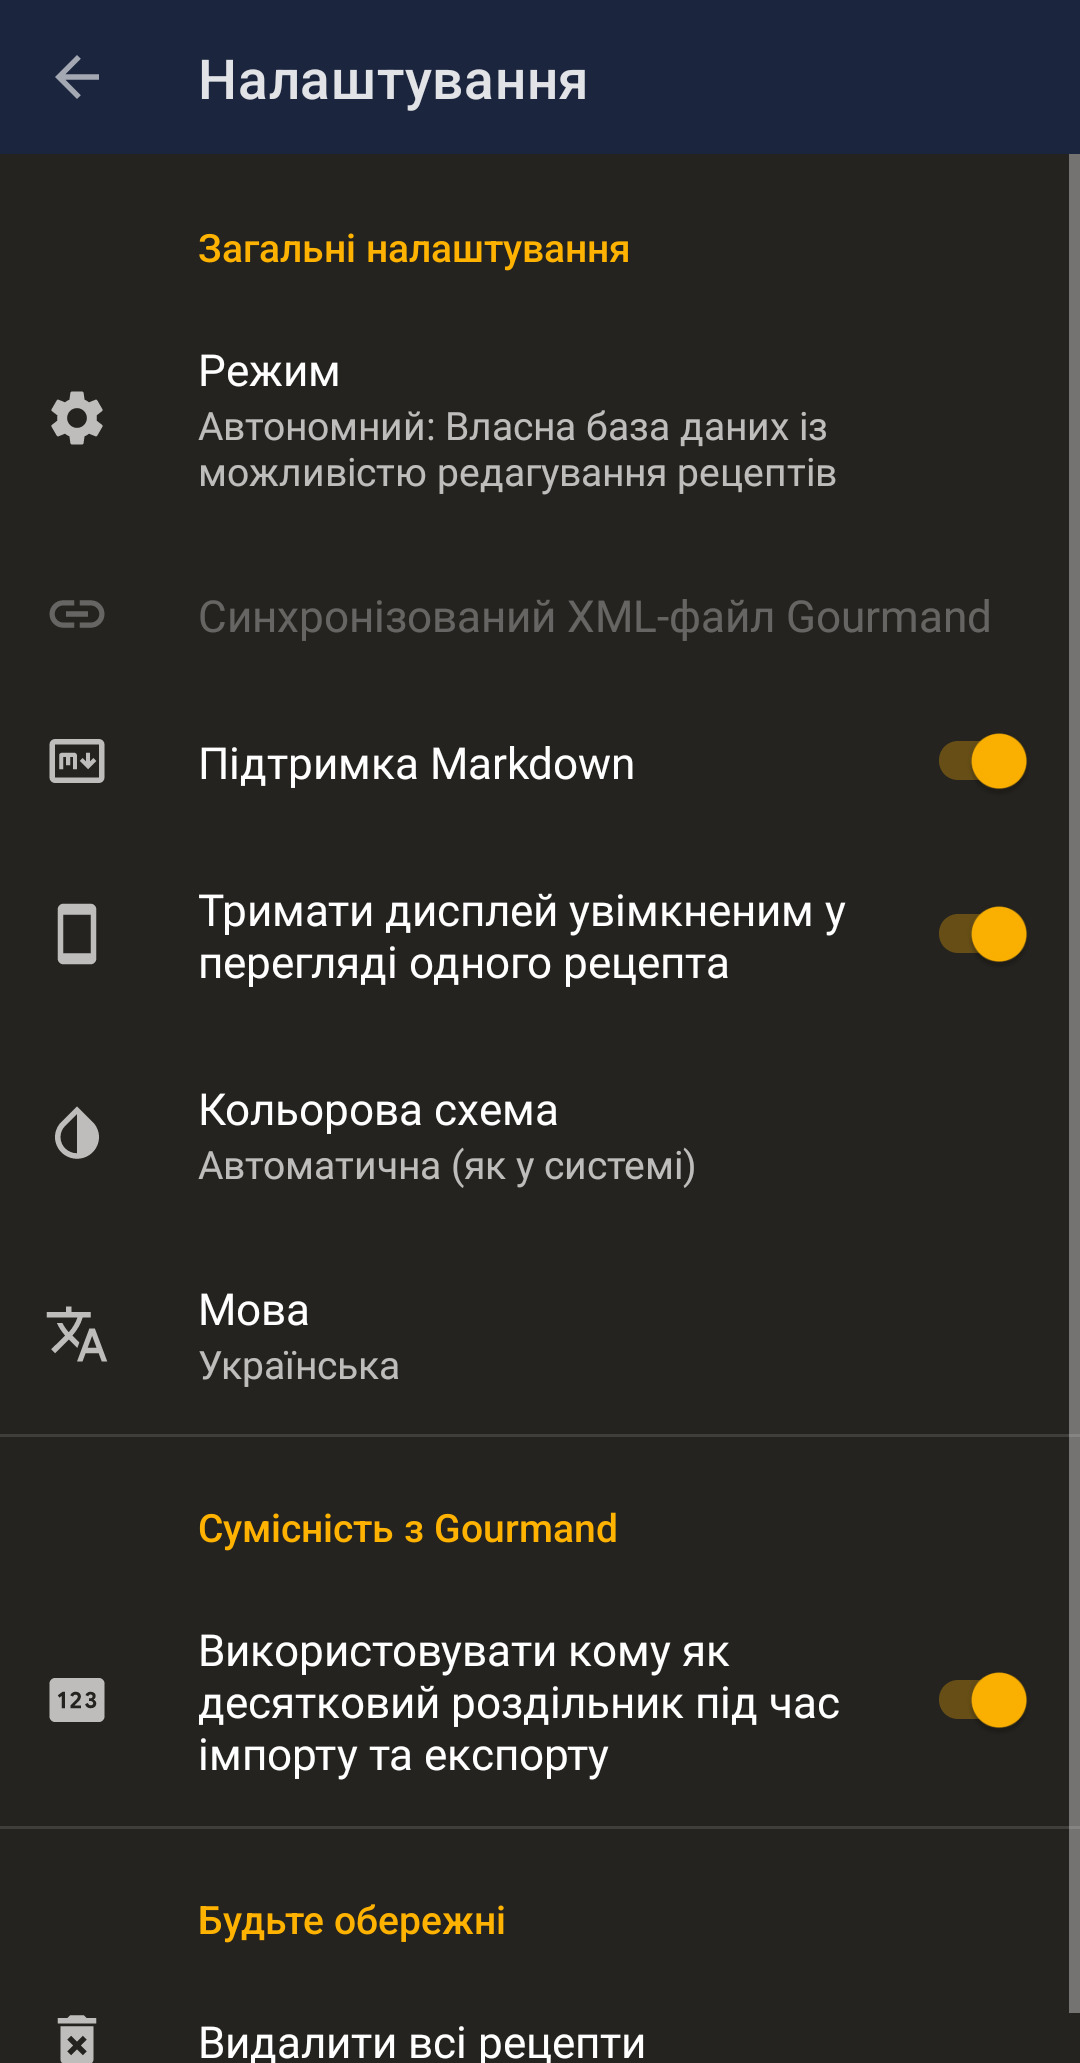 Налаштування
Загальні налаштування
Режим
Автономний: Власна база даних із
можливістю редагування рецептів
Синхронізований XML-файл Gourmand
Підтримка Markdown
Тримати дисплей увімкненим у
перегляді одного рецепта
Кольорова схема
Автоматична (як у системі)
Мова
Українська
Сумісність з Gourmand
Використовувати кому як
десятковий роздільник під час
імпорту та експорту
123
Будьте обережні
Видалити всі рецепти